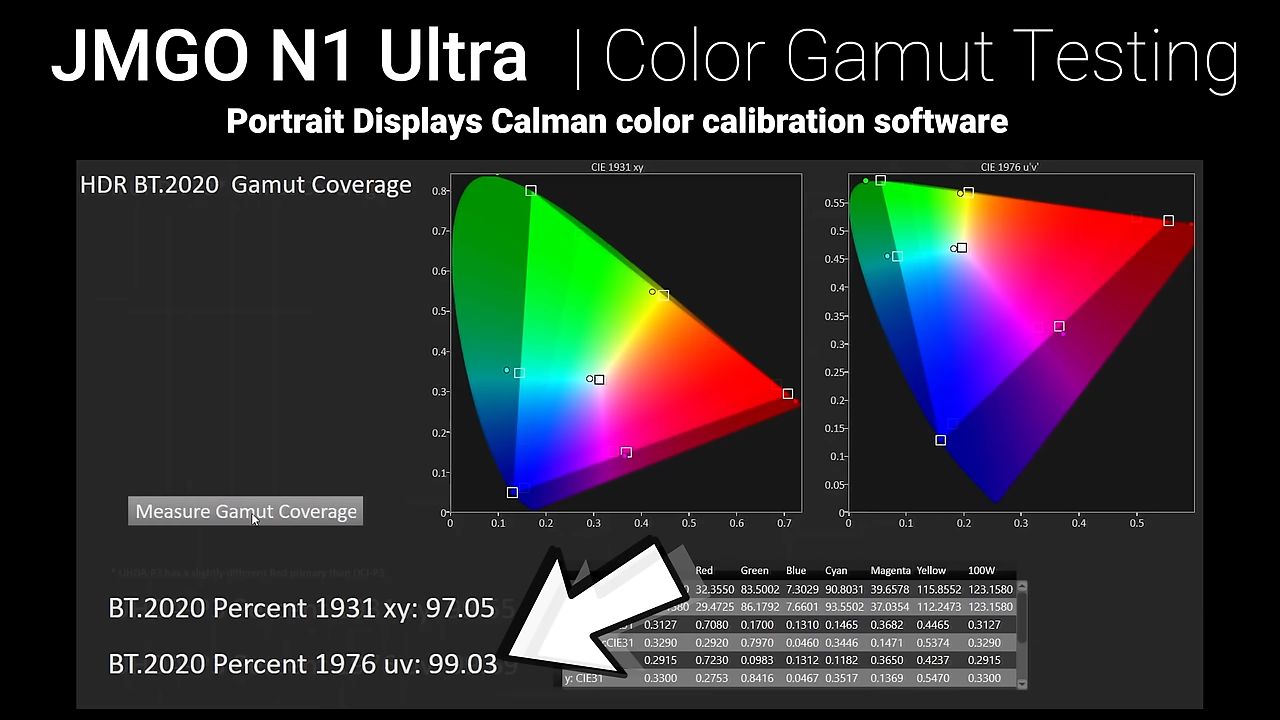 JMGO N1 Ultra | Color Gamut Testing
Portrait Displays Calman color calibration software
HDR BT.2020 Gamut Coverage
CIE 1931 xy
0.8
0.7
0.6
0.5
0.4
0.3
0.2
0.1
0
0 0.1 0.2 0.3 0.4 0.5 0.6 0.7
CIE 1976 u'v'
0.55
0.5
0.45
0.4
0.35
0.3
0.25
0.2
0.15
0.1
0.05
0
0 0.1 0.2 0.3 0.4 0.5
Measure Gamut Coverage
BT.2020 Percent 1931 xy: 97.05
BT.2020 Percent 1976 uv: 99.03
Red Green Blue Cyan Magenta Yellow 100W
32.3550 83.5002 7.3029 90.8031 39.6578 115.8552 123.1580
29.4725 86.1792 7.6601 93.5502 37.0354 112.2473 123.1580
0.3127 0.7080 0.1700 0.1310 0.1465 0.3682 0.4465 0.3127
0.3290 0.2920 0.7970 0.0460 0.3446 0.1471 0.5374 0.3290
0.2915 0.7230 0.0983 0.1312 0.1182 0.3650 0.4237 0.2915
y: CIE31 0.3300 0.2753 0.8416 0.0467 0.3517 0.1369 0.5470 0.3300